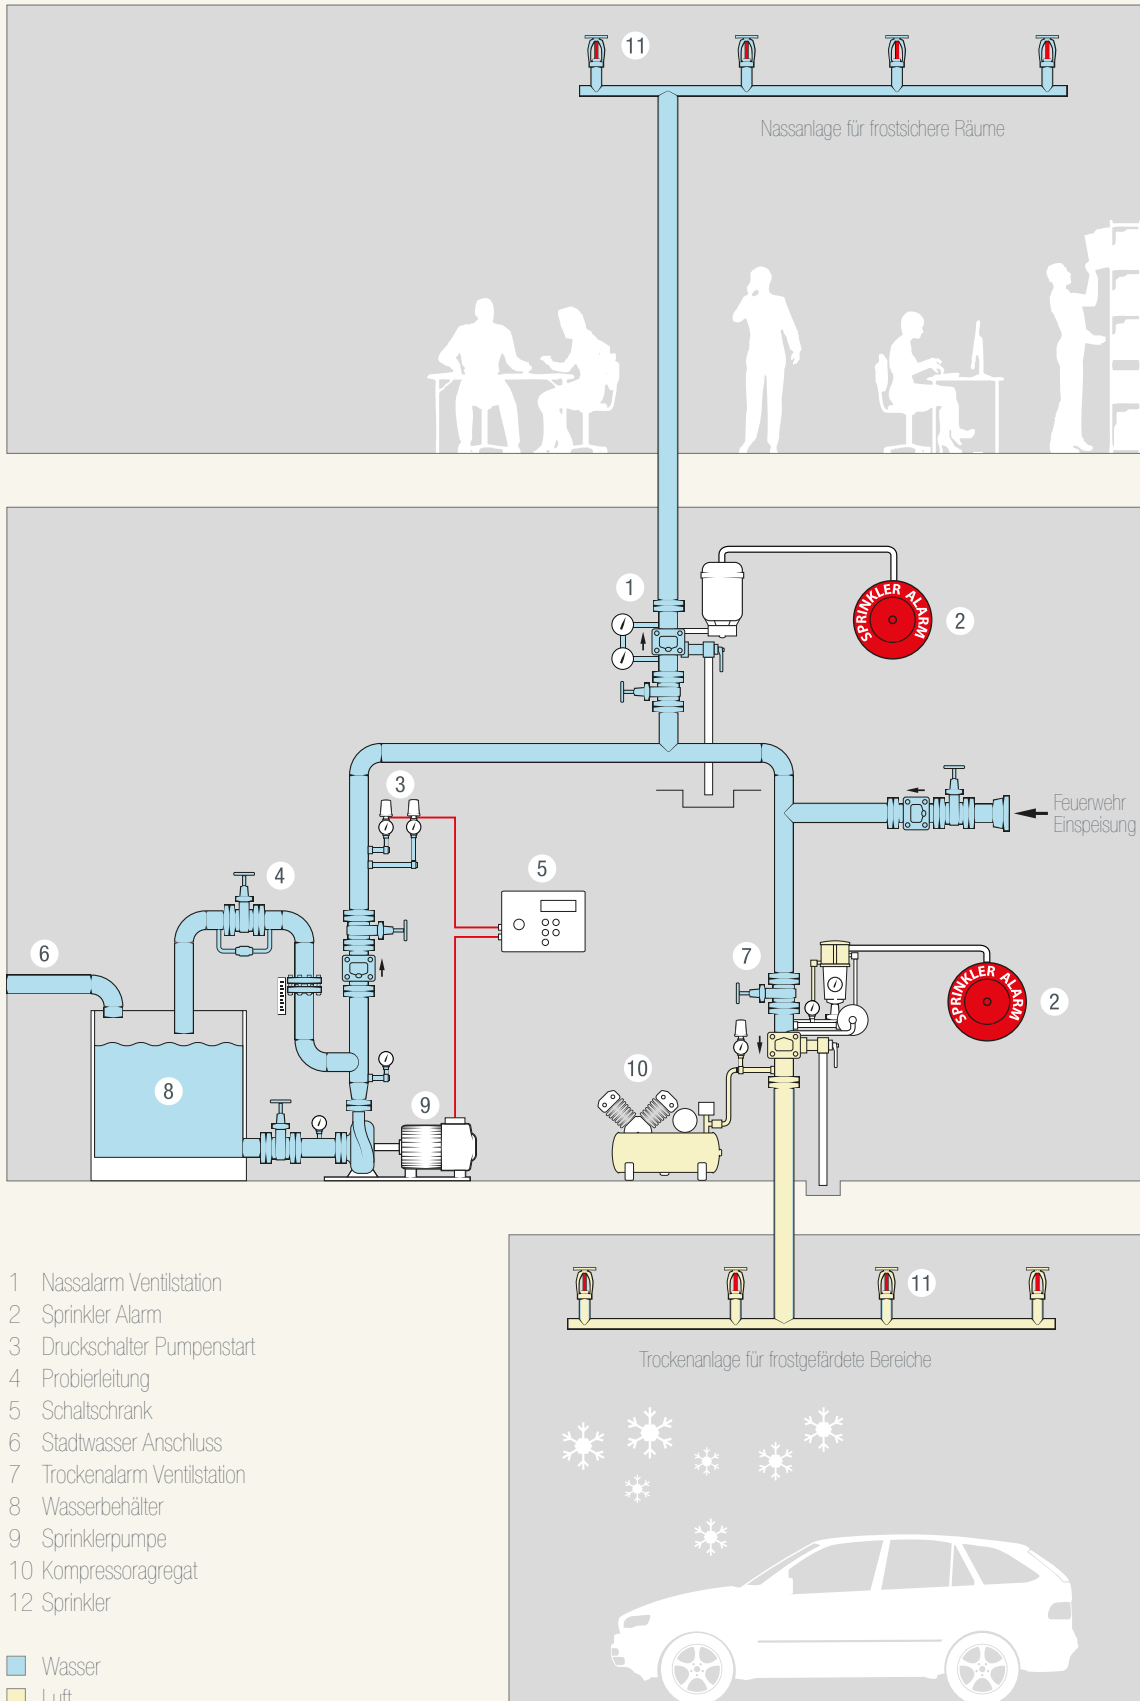 11
Nassanlage für frostsichere Räume
1
SPRINKLER ALARM
2
3
Feuerwehr
Einspeisung
4
5
6
7
SPRINKLER ALARM
2
8
9
10
11
Trockenanlage für frostgefärdete Bereiche
1 Nassalarm Ventilstation
2 Sprinkler Alarm
3 Druckschalter Pumpenstart
4 Probierleitung
5 Schaltschrank
6 Stadtwasser Anschluss
7 Trockenalarm Ventilstation
8 Wasserbehälter
9 Sprinklerpumpe
10 Kompressoragregat
12 Sprinkler
Wasser
Luft